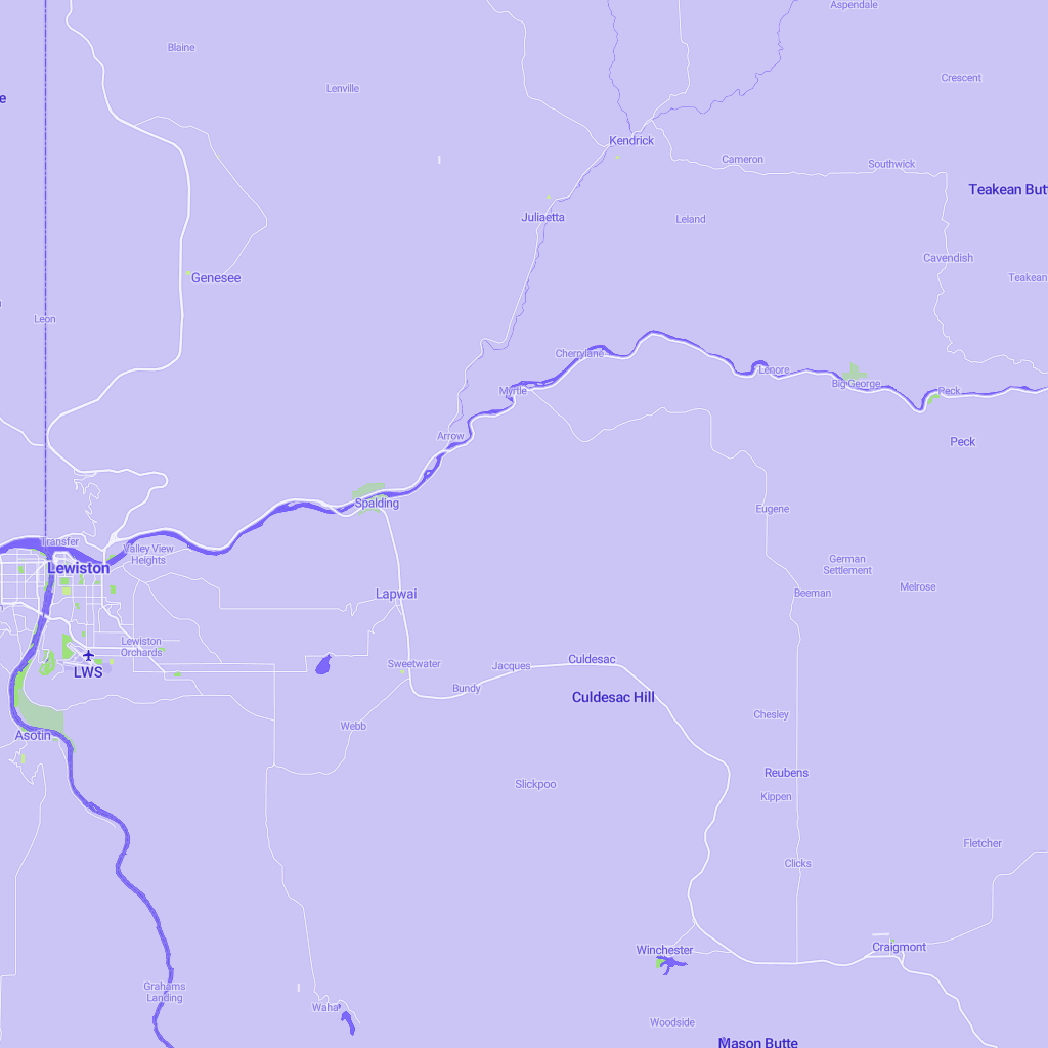 Aspendale
Blaine
Crescent
Lenville
e
Kendrick
Cameron
Southwick
Teakean Butt
Juliaetta
Leland
Cavendish
Genesee
Teakean
Leon
Cherrylane
Lenore
Big George
Peck
Myrtle
Arrow
Peck
Spalding
Eugene
Transfer
Valley View
Heights
Lewiston
German
Settlement
Melrose
Lapwai
Beeman
Lewiston
Orchards
LWS
Sweetwater
Jacques
Culdesac
Bundy
Culdesac Hill
Chesley
Webb
Asotin
Reubens
Slickpoo
Kippen
Fletcher
Clicks
Winchester
Craigmont
Grahams
Landing
Waha
Woodside
Mason Butte